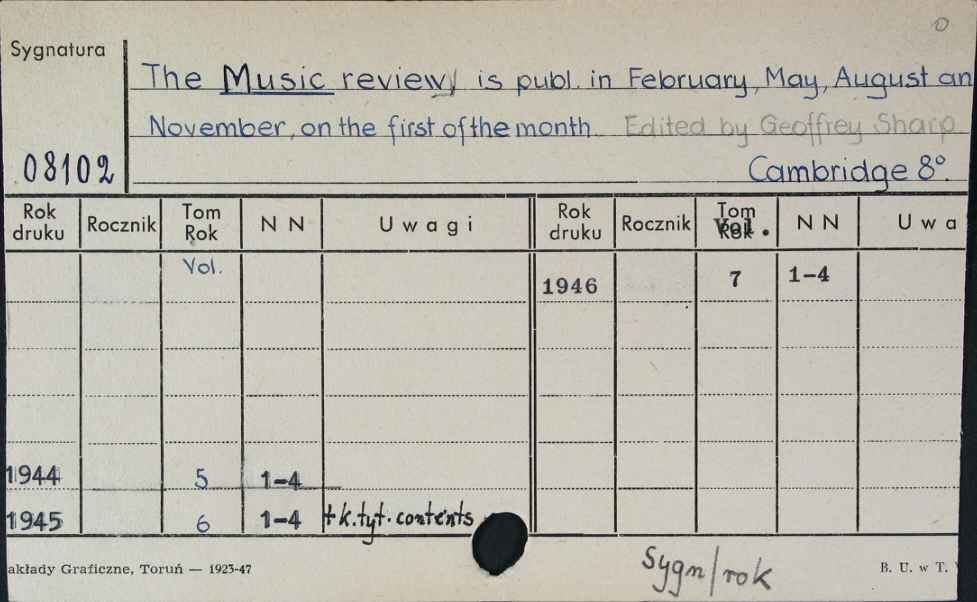 Sygnatura
The Music review, is publ. in February, May, August an
November, on the first of the month Edited by Geoffrey Sharp
08102
Cambridge 8°.
Rok druku Rocznik Tom Rok NN Uwagi Rok druku Rocznik Tom Vol. NN Uwa
Vol.
1946 7 1-4
1944 5 1-4
1945 6 1-4 + k.tyt. contents
akłady Graficzne, Toruń — 1923-47
Sygn/rok
B. U. w T.